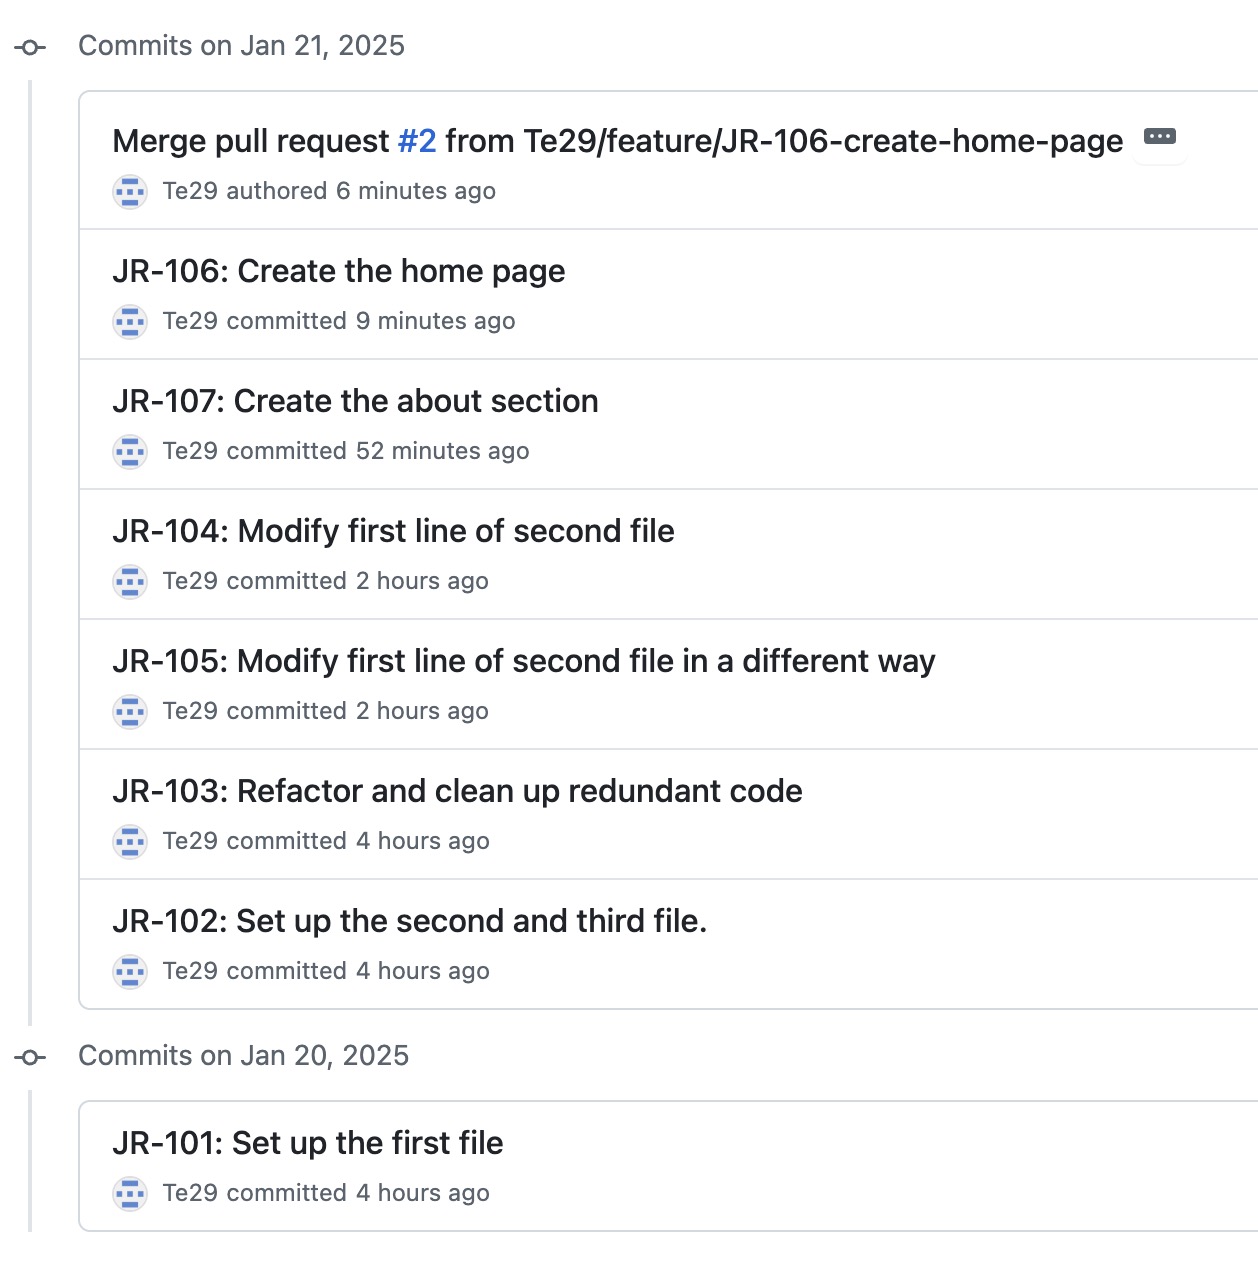 Commits on Jan 21, 2025
Merge pull request #2 from Te29/feature/JR-106-create-home-page
Te29 authored 6 minutes ago
JR-106: Create the home page
Te29 committed 9 minutes ago
JR-107: Create the about section
Te29 committed 52 minutes ago
JR-104: Modify first line of second file
Te29 committed 2 hours ago
JR-105: Modify first line of second file in a different way
Te29 committed 2 hours ago
JR-103: Refactor and clean up redundant code
Te29 committed 4 hours ago
JR-102: Set up the second and third file.
Te29 committed 4 hours ago
Commits on Jan 20, 2025
JR-101: Set up the first file
Te29 committed 4 hours ago